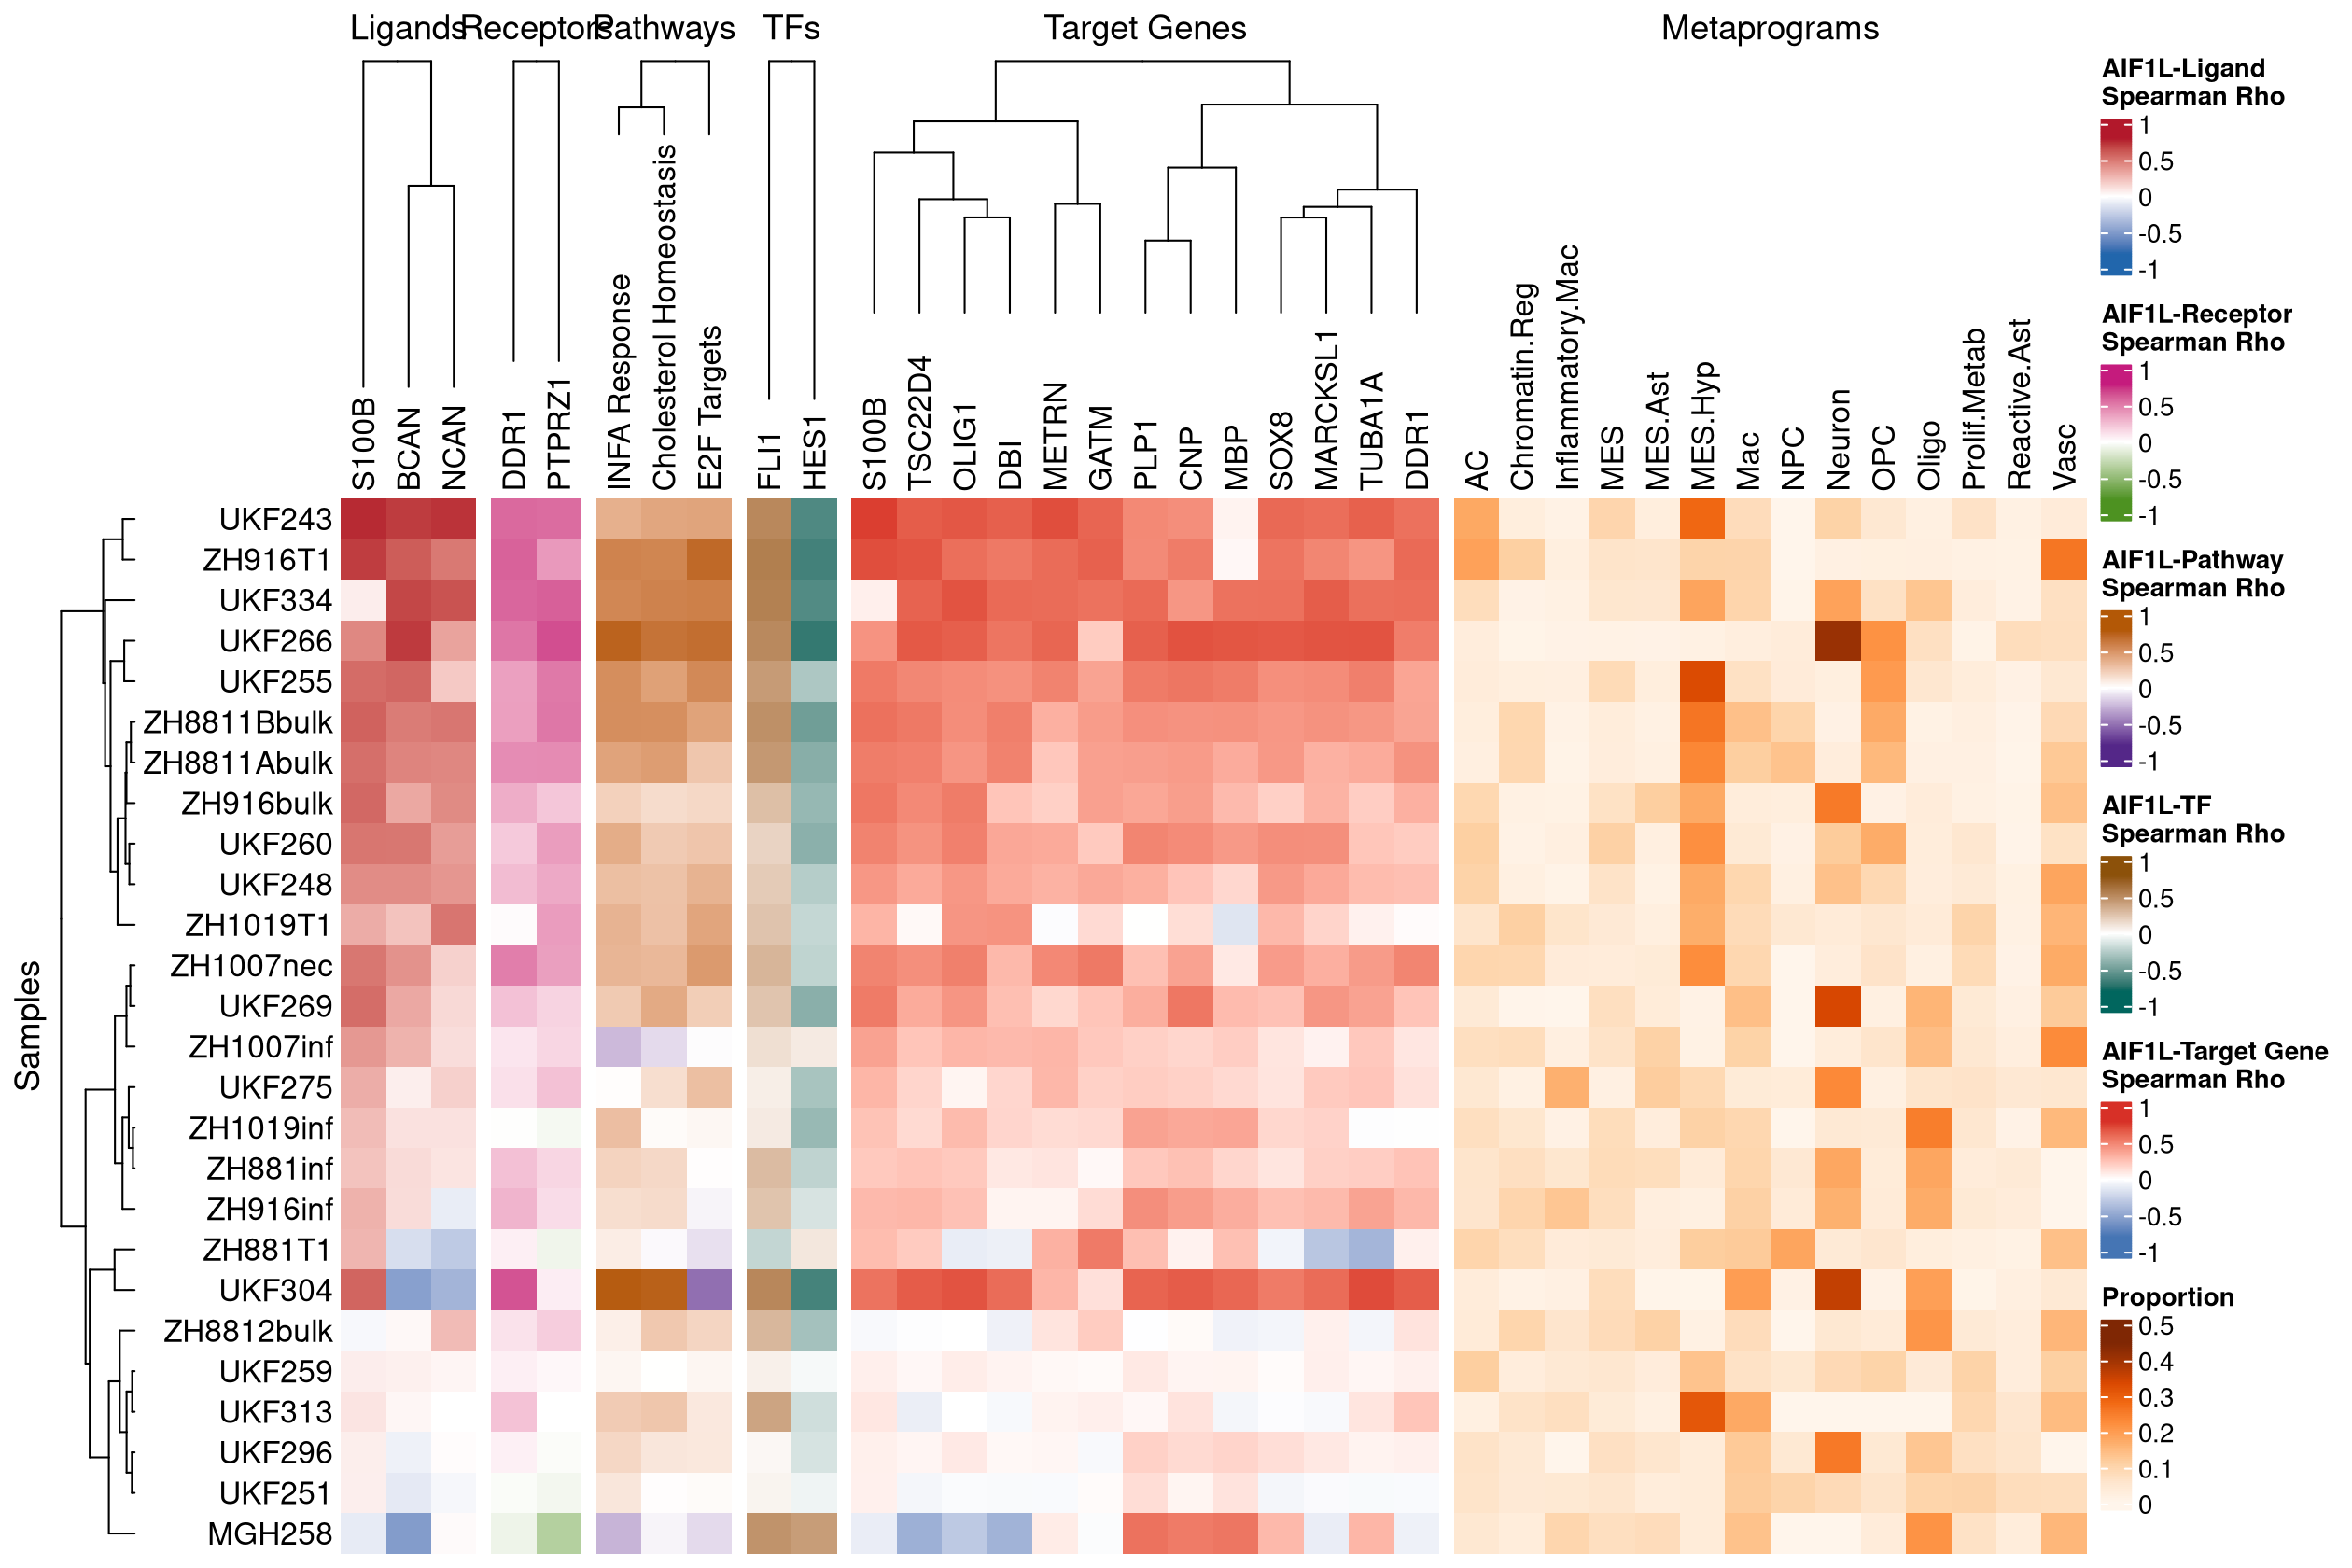 Ligands Receptors Pathways TFs Target Genes Metaprograms
S100B BCAN NCAN DDR1 PTPRZ1 INFA Response Cholesterol Homeostasis E2F Targets FLI1 HES1 S100B TSC22D4 OLIG1 DBI METRN GATM PLP1 CNP MBP SOX8 MARCKSL1 TUBA1A DDR1 AC Chromatin.Reg Inflammatory.Mac MES MES.Ast MES.Hyp Mac NPC Neuron OPC Oligo Prolif.Metab Reactive.Ast Vasc
Samples
UKF243
ZH916T1
UKF334
UKF266
UKF255
ZH8811Bbulk
ZH8811Abulk
ZH916bulk
UKF260
UKF248
ZH1019T1
ZH1007nec
UKF269
ZH1007inf
UKF275
ZH1019inf
ZH881inf
ZH916inf
ZH881T1
UKF304
ZH8812bulk
UKF259
UKF313
UKF296
UKF251
MGH258
AIF1L-Ligand
Spearman Rho
1
0.5
0
-0.5
-1
AIF1L-Receptor
Spearman Rho
1
0.5
0
-0.5
-1
AIF1L-Pathway
Spearman Rho
1
0.5
0
-0.5
-1
AIF1L-TF
Spearman Rho
1
0.5
0
-0.5
-1
AIF1L-Target Gene
Spearman Rho
1
0.5
0
-0.5
-1
Proportion
0.5
0.4
0.3
0.2
0.1
0